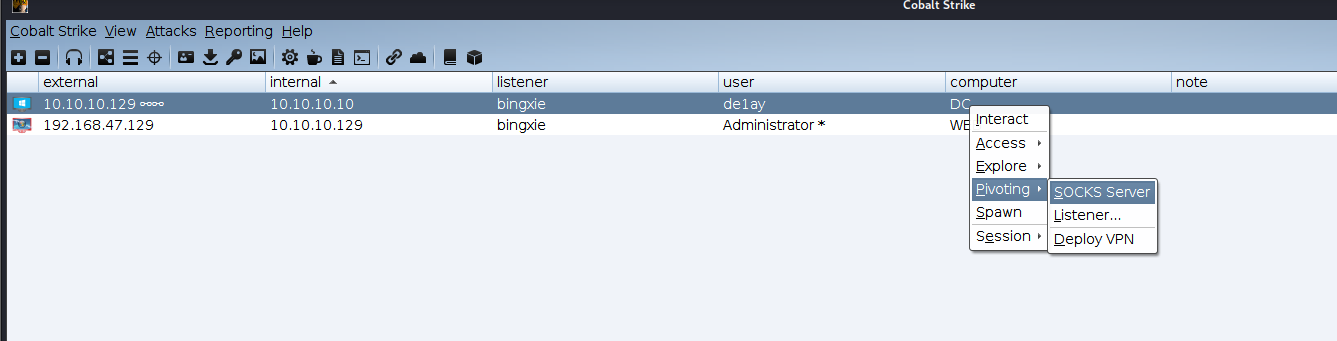 Cobalt Strike
Cobalt Strike View Attacks Reporting Help
external internal listener user computer note
10.10.10.129 10.10.10.10 bingxie de1ay DC
192.168.47.129 10.10.10.129 bingxie Administrator * WE
Interact
Access
Explore
Pivoting SOCKS Server
Spawn Listener...
Session Deploy VPN